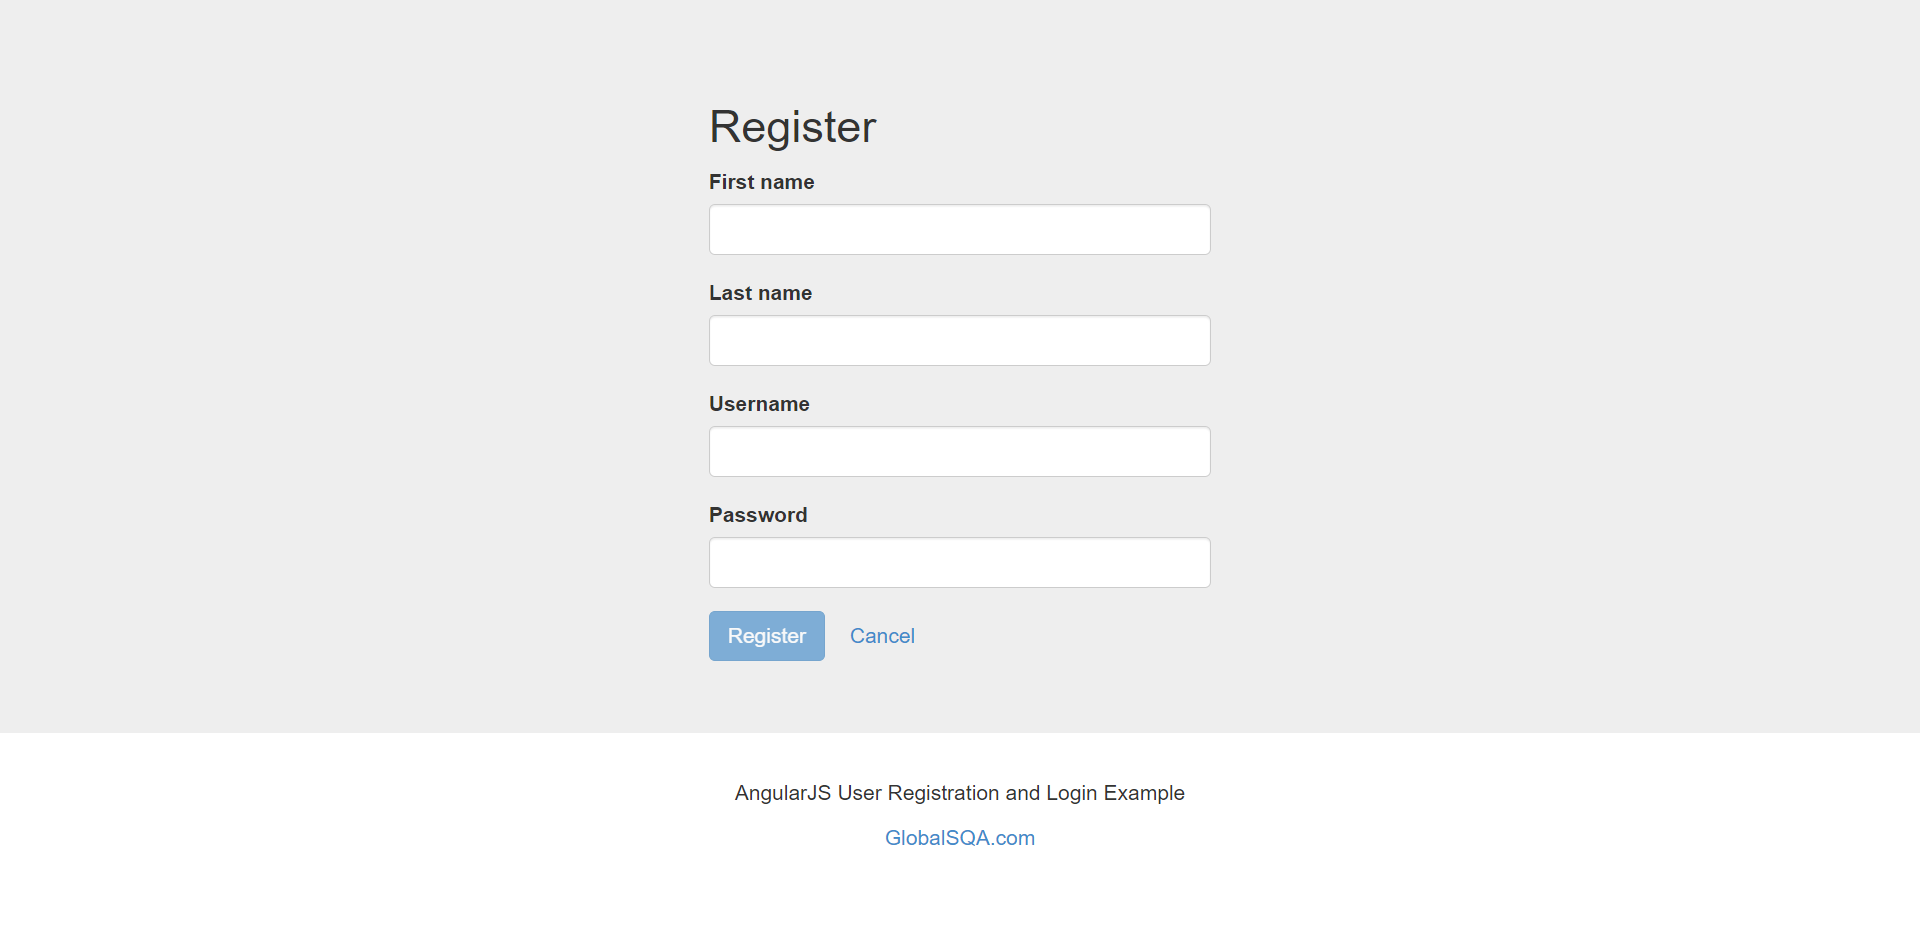 Register
First name
Last name
Username
Password
Register Cancel
AngularJS User Registration and Login Example
GlobalSQA.com